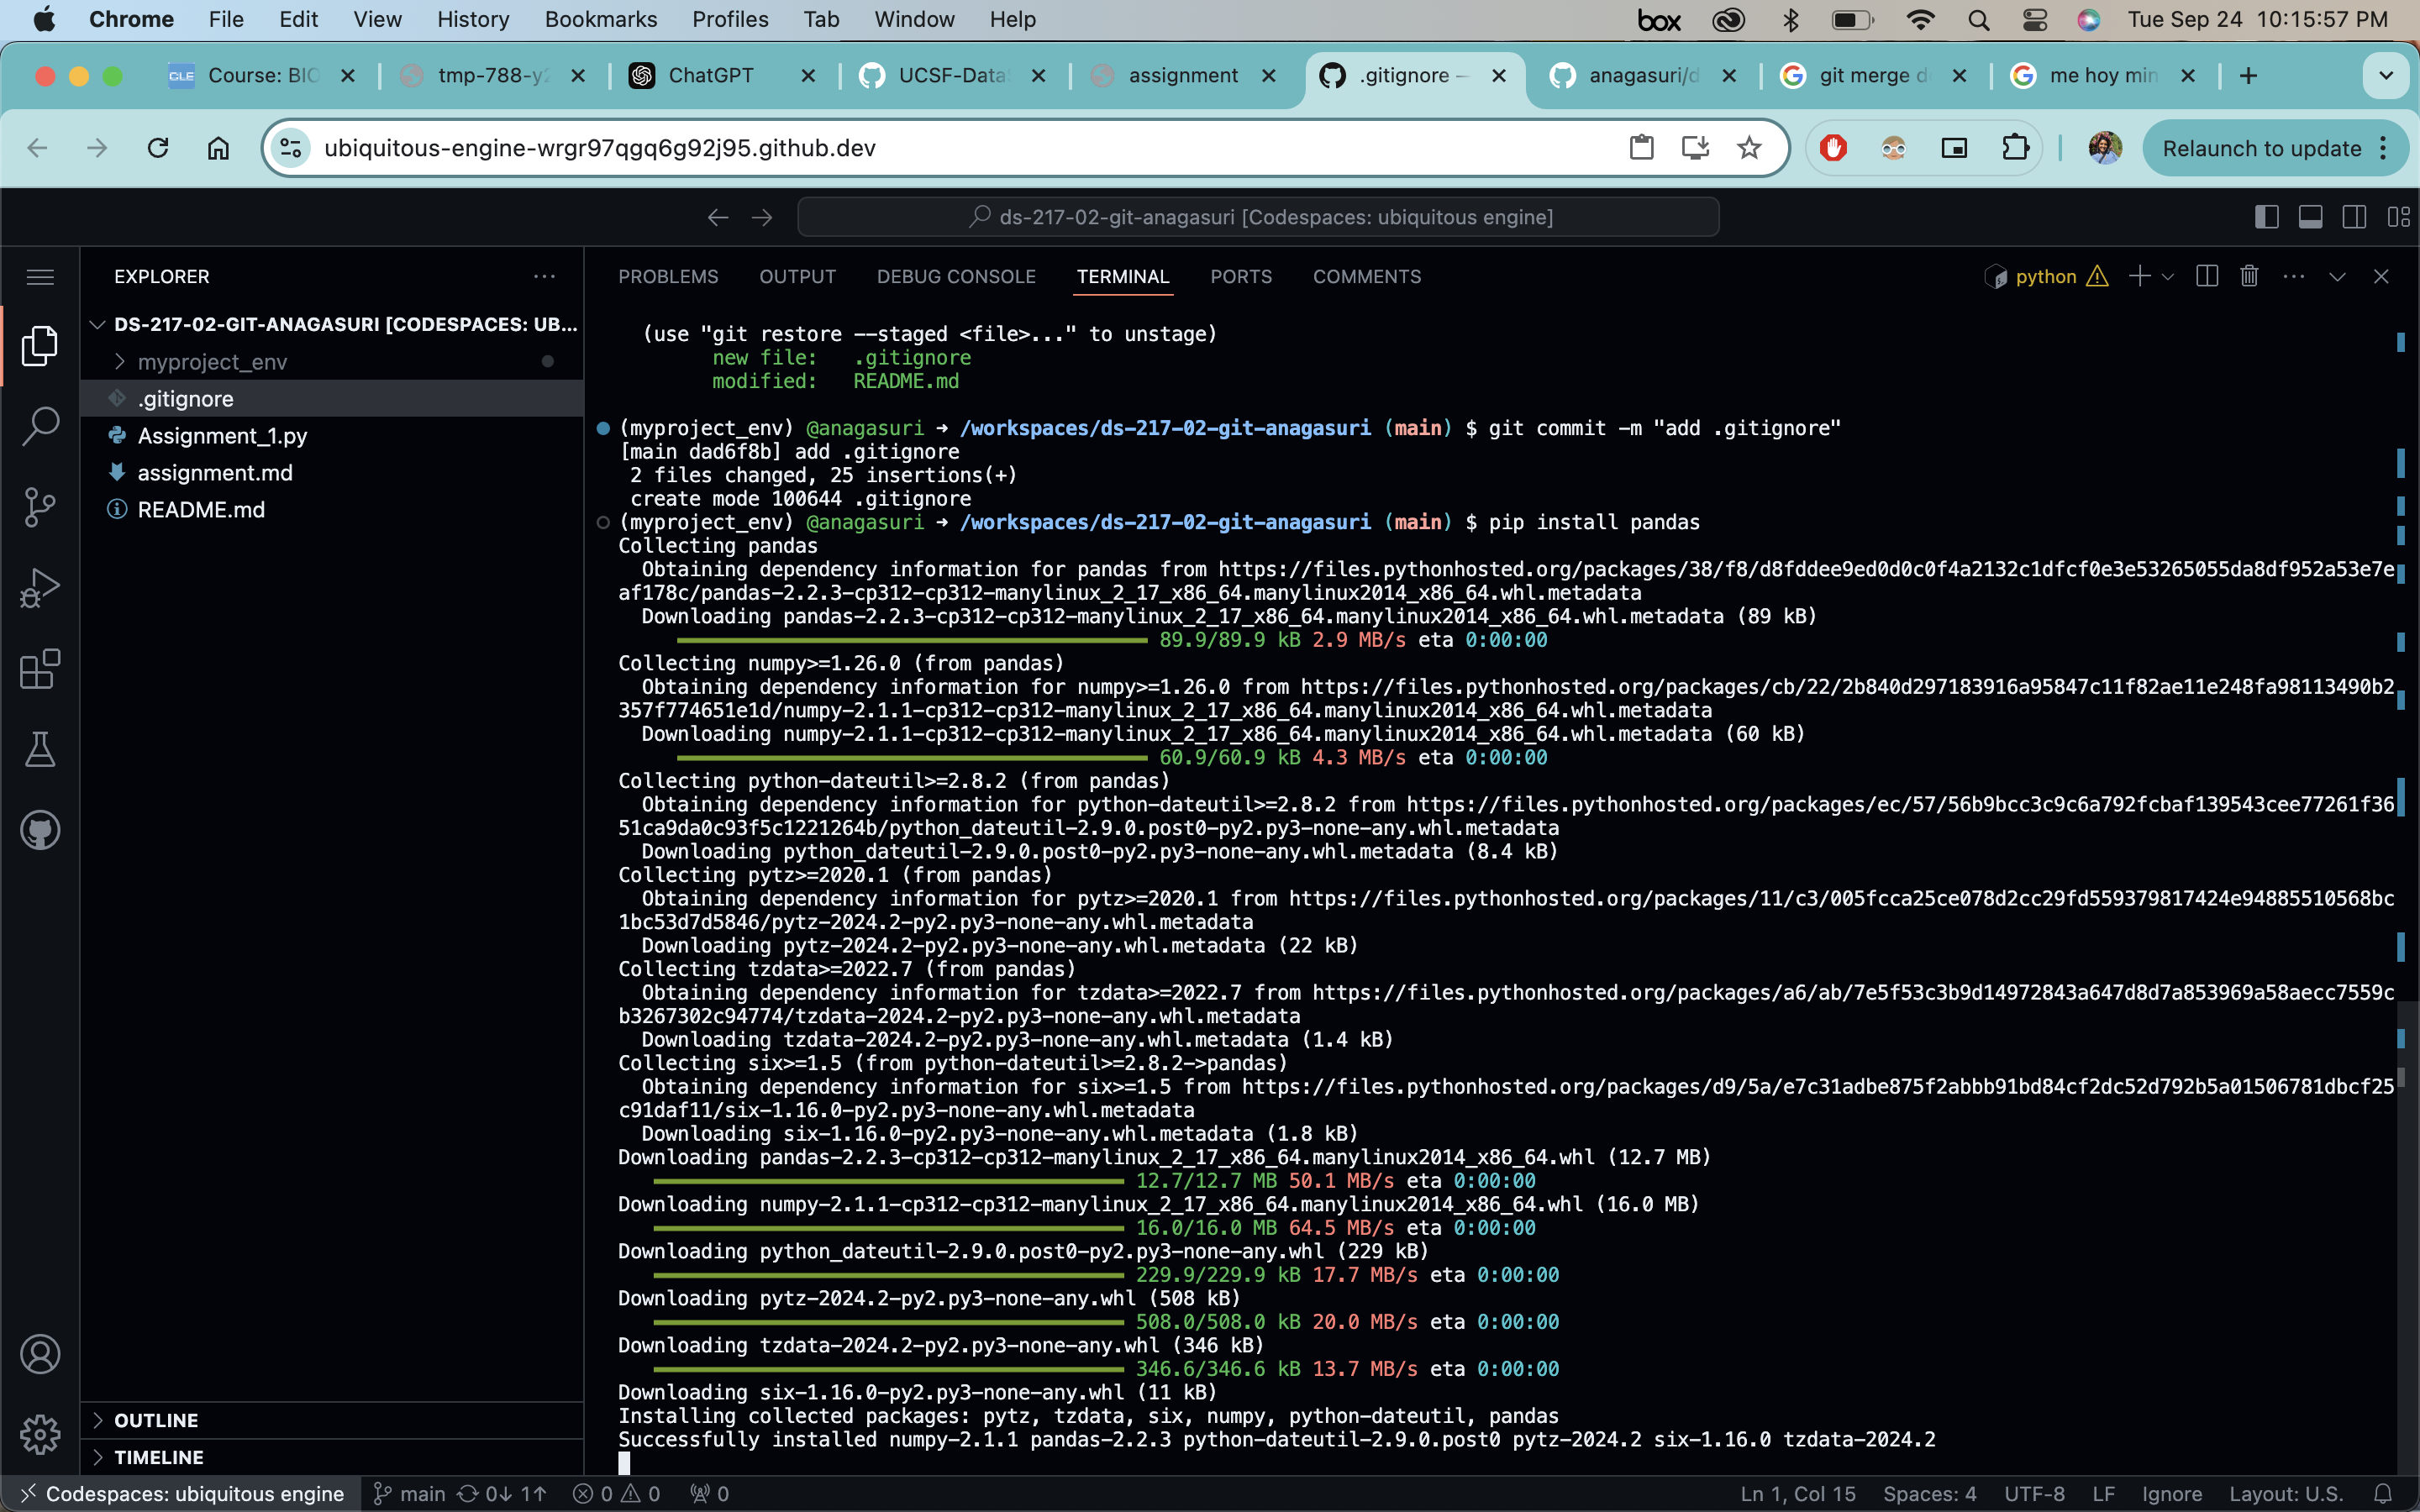 Chrome File Edit View History Bookmarks Profiles Tab Window Help box Tue Sep 24 10:15:57 PM
CLE Course: BIO tmp-788-y2 ChatGPT UCSF-Data assignment .gitignore — anagasuri/d git merge d me hoy min
ubiquitous-engine-wrgr97qgq6g92j95.github.dev Relaunch to update
ds-217-02-git-anagasuri [Codespaces: ubiquitous engine]
EXPLORER
DS-217-02-GIT-ANAGASURI [CODESPACES: UB...
myproject_env
.gitignore
Assignment_1.py
assignment.md
README.md
OUTLINE
TIMELINE
PROBLEMS OUTPUT DEBUG CONSOLE TERMINAL PORTS COMMENTS python
(use "git restore --staged <file>..." to unstage)
new file: .gitignore
modified: README.md
(myproject_env) @anagasuri ➜ /workspaces/ds-217-02-git-anagasuri (main) $ git commit -m "add .gitignore"
[main dad6f8b] add .gitignore
2 files changed, 25 insertions(+)
create mode 100644 .gitignore
(myproject_env) @anagasuri ➜ /workspaces/ds-217-02-git-anagasuri (main) $ pip install pandas
Collecting pandas
Obtaining dependency information for pandas from https://files.pythonhosted.org/packages/38/f8/d8fddee9ed0d0c0f4a2132c1dfcf0e3e53265055da8df952a53e7e
af178c/pandas-2.2.3-cp312-cp312-manylinux_2_17_x86_64.manylinux2014_x86_64.whl.metadata
Downloading pandas-2.2.3-cp312-cp312-manylinux_2_17_x86_64.manylinux2014_x86_64.whl.metadata (89 kB)
89.9/89.9 kB 2.9 MB/s eta 0:00:00
Collecting numpy>=1.26.0 (from pandas)
Obtaining dependency information for numpy>=1.26.0 from https://files.pythonhosted.org/packages/cb/22/2b840d297183916a95847c11f82ae11e248fa98113490b2
357f774651e1d/numpy-2.1.1-cp312-cp312-manylinux_2_17_x86_64.manylinux2014_x86_64.whl.metadata
Downloading numpy-2.1.1-cp312-cp312-manylinux_2_17_x86_64.manylinux2014_x86_64.whl.metadata (60 kB)
60.9/60.9 kB 4.3 MB/s eta 0:00:00
Collecting python-dateutil>=2.8.2 (from pandas)
Obtaining dependency information for python-dateutil>=2.8.2 from https://files.pythonhosted.org/packages/ec/57/56b9bcc3c9c6a792fcbaf139543cee77261f36
51ca9da0c93f5c1221264b/python_dateutil-2.9.0.post0-py2.py3-none-any.whl.metadata
Downloading python_dateutil-2.9.0.post0-py2.py3-none-any.whl.metadata (8.4 kB)
Collecting pytz>=2020.1 (from pandas)
Obtaining dependency information for pytz>=2020.1 from https://files.pythonhosted.org/packages/11/c3/005fcca25ce078d2cc29fd559379817424e94885510568bc
1bc53d7d5846/pytz-2024.2-py2.py3-none-any.whl.metadata
Downloading pytz-2024.2-py2.py3-none-any.whl.metadata (22 kB)
Collecting tzdata>=2022.7 (from pandas)
Obtaining dependency information for tzdata>=2022.7 from https://files.pythonhosted.org/packages/a6/ab/7e5f53c3b9d14972843a647d8d7a853969a58aecc7559c
b3267302c94774/tzdata-2024.2-py2.py3-none-any.whl.metadata
Downloading tzdata-2024.2-py2.py3-none-any.whl.metadata (1.4 kB)
Collecting six>=1.5 (from python-dateutil>=2.8.2->pandas)
Obtaining dependency information for six>=1.5 from https://files.pythonhosted.org/packages/d9/5a/e7c31adbe875f2abbb91bd84cf2dc52d792b5a01506781dbcf25
c91daf11/six-1.16.0-py2.py3-none-any.whl.metadata
Downloading six-1.16.0-py2.py3-none-any.whl.metadata (1.8 kB)
Downloading pandas-2.2.3-cp312-cp312-manylinux_2_17_x86_64.manylinux2014_x86_64.whl (12.7 MB)
12.7/12.7 MB 50.1 MB/s eta 0:00:00
Downloading numpy-2.1.1-cp312-cp312-manylinux_2_17_x86_64.manylinux2014_x86_64.whl (16.0 MB)
16.0/16.0 MB 64.5 MB/s eta 0:00:00
Downloading python_dateutil-2.9.0.post0-py2.py3-none-any.whl (229 kB)
229.9/229.9 kB 17.7 MB/s eta 0:00:00
Downloading pytz-2024.2-py2.py3-none-any.whl (508 kB)
508.0/508.0 kB 20.0 MB/s eta 0:00:00
Downloading tzdata-2024.2-py2.py3-none-any.whl (346 kB)
346.6/346.6 kB 13.7 MB/s eta 0:00:00
Downloading six-1.16.0-py2.py3-none-any.whl (11 kB)
Installing collected packages: pytz, tzdata, six, numpy, python-dateutil, pandas
Successfully installed numpy-2.1.1 pandas-2.2.3 python-dateutil-2.9.0.post0 pytz-2024.2 six-1.16.0 tzdata-2024.2
Codespaces: ubiquitous engine main 0↓ 1↑ 0 0 0 Ln 1, Col 15 Spaces: 4 UTF-8 LF Ignore Layout: U.S.